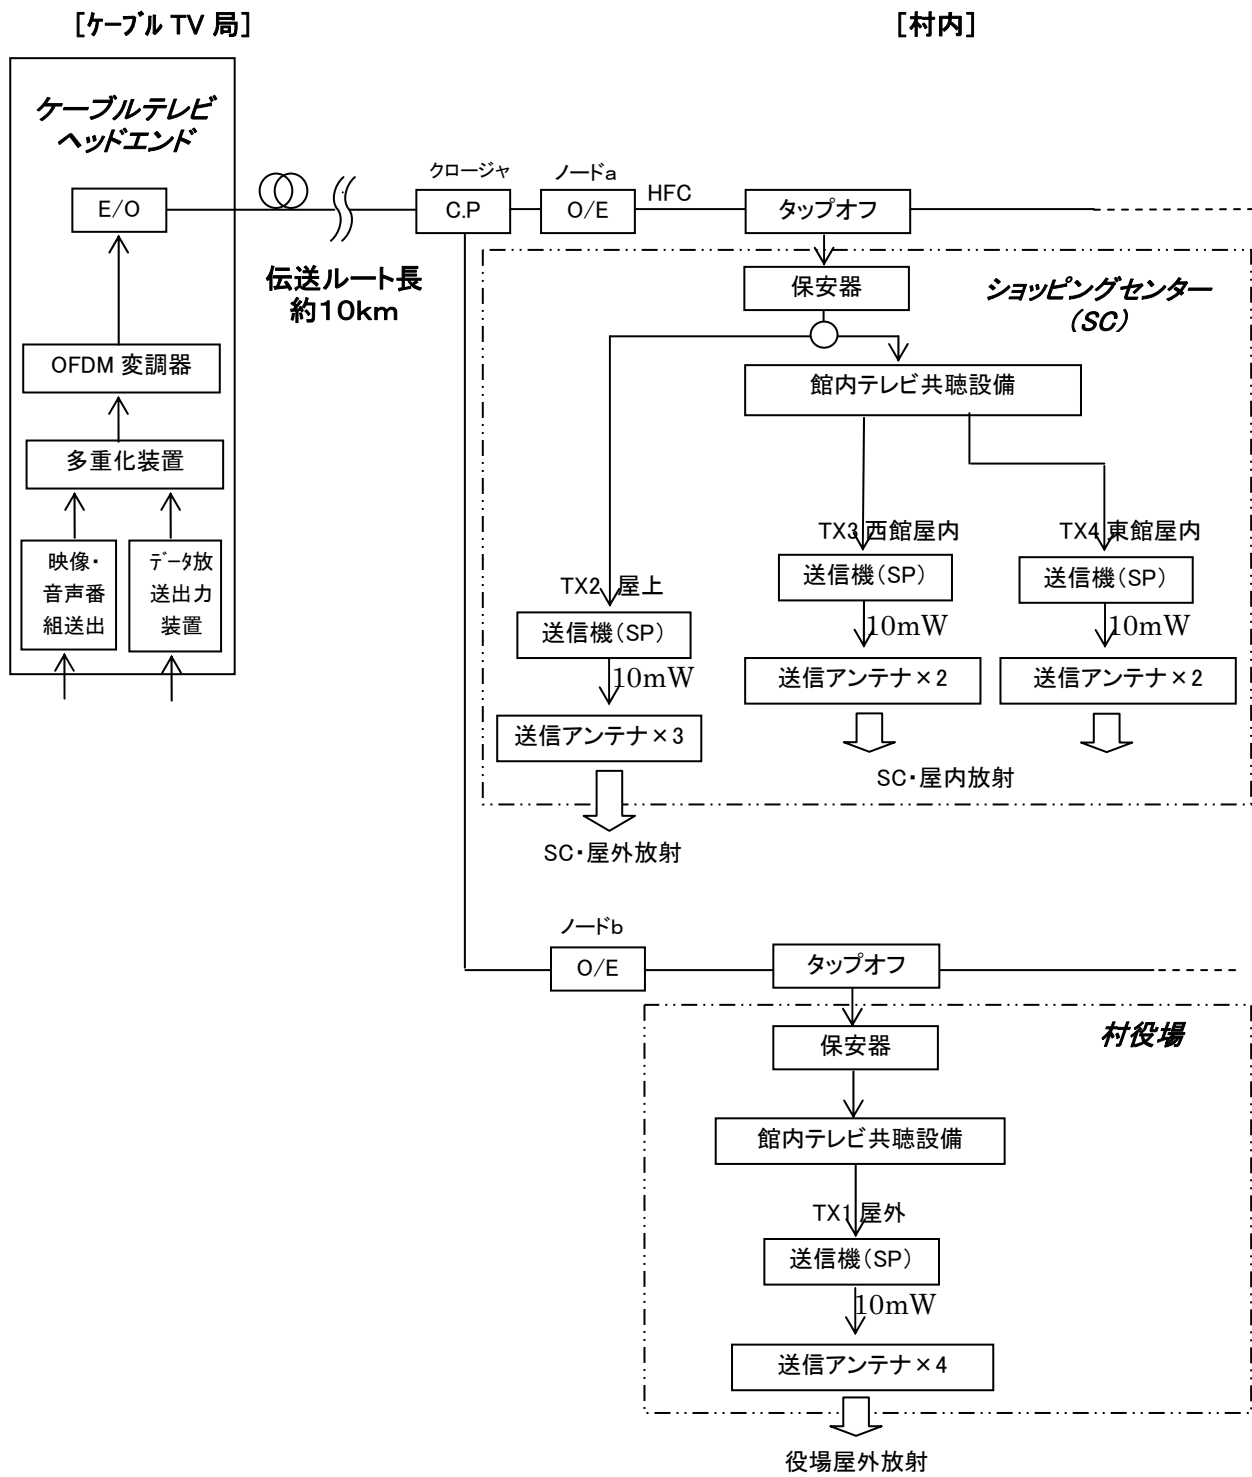 [ケーブル TV 局]
[村内]
ケーブルテレビ
ヘッドエンド
E/O
OFDM 変調器
多重化装置
映像・
音声番
組送出
データ放
送出力
装置
伝送ルート長
約10km
クロージャ
C.P
ノードa
O/E
HFC
タップオフ
保安器
ショッピングセンター
(SC)
館内テレビ共聴設備
TX2 屋上
送信機(SP)
10mW
送信アンテナ×3
SC・屋外放射
TX3 西館屋内
送信機(SP)
10mW
送信アンテナ×2
TX4 東館屋内
送信機(SP)
10mW
送信アンテナ×2
SC・屋内放射
ノードb
O/E
タップオフ
保安器
村役場
館内テレビ共聴設備
TX1 屋外
送信機(SP)
10mW
送信アンテナ×4
役場屋外放射